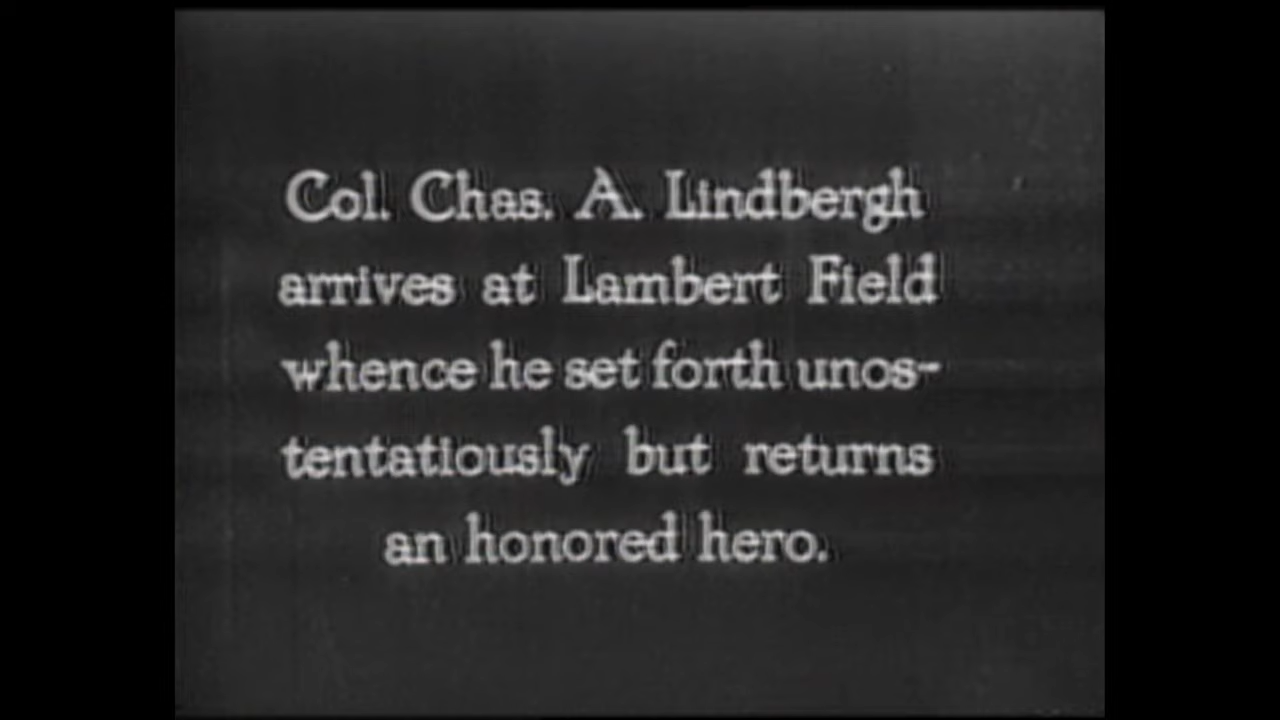 Col. Chas. A. Lindbergh
arrives at Lambert Field
whence he set forth unos-
tentatiously but returns
an honored hero.